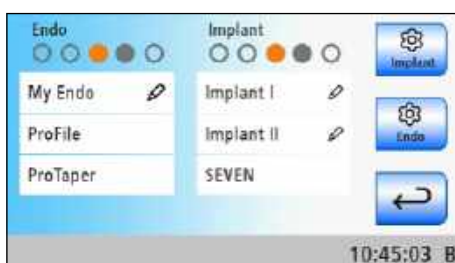 Endo
My Endo
ProFile
ProTaper
Implant
Implant I
Implant II
SEVEN
Implant
Endo
10:45:03 B